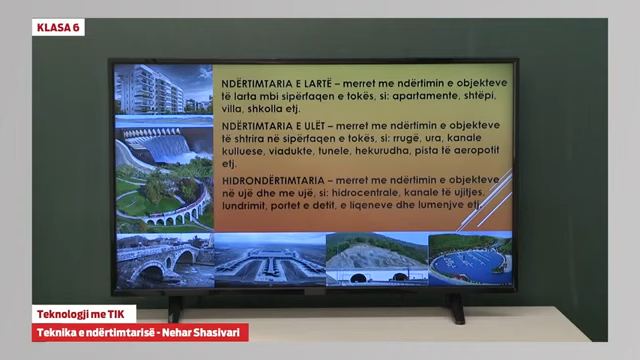 KLASA 6
NDËRTIMTARIA E LARTË – merret me ndërtimin e objekteve
të larta mbi sipërfaqen e tokës, si: apartamente, shtëpi,
villa, shkolla etj.
NDËRTIMTARIA E ULËT – merret me ndërtimin e objekteve
të shtrira në sipërfaqen e tokës, si: rrugë, ura, kanale
kulluese, viadukte, tunele, hekurudha, pista të aeropotit
etj.
HIDRONDËRTIMTARIA – merret me ndërtimin e objekteve
në ujë dhe me ujë, si: hidrocentrale, kanale të ujitjes,
lundrimit, portet e detit, e liqeneve dhe lumenjve etj.
Teknologji me TIK
Teknika e ndërtimtarisë - Nehar Shasivari